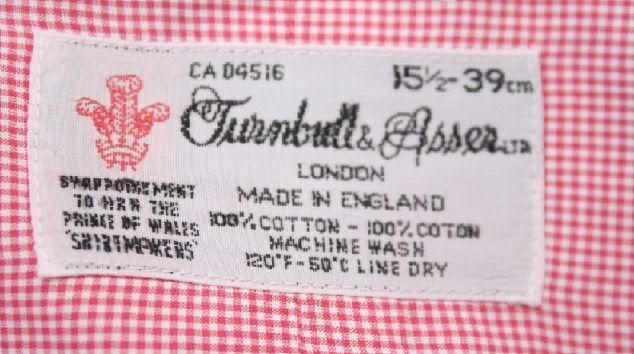 CA 04516
15½-39cm
Turnbull & Asser LTD
LONDON
MADE IN ENGLAND
BY APPOINTMENT
TO HRH THE
PRINCE OF WALES
'SHIRTMAKERS'
100% COTTON - 100% COTON
MACHINE WASH
120°F-50°C LINE DRY